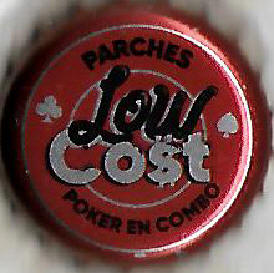 PARCHES
Low
Co$t
POKER EN COMBO